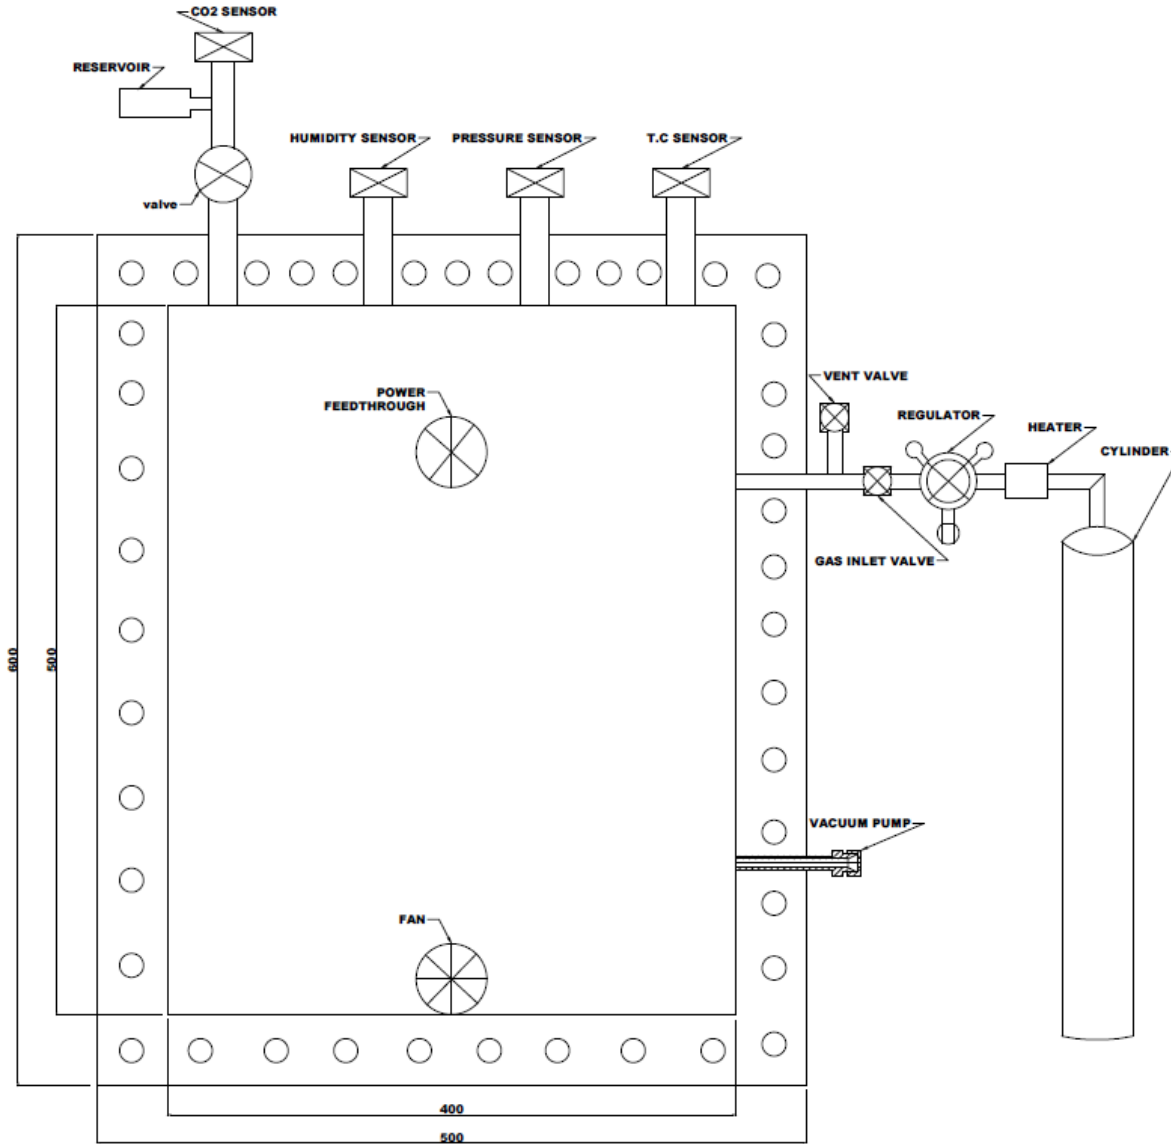 CO2 SENSOR
RESERVOIR
HUMIDITY SENSOR
PRESSURE SENSOR
T.C SENSOR
valve
POWER
FEEDTHROUGH
VENT VALVE
REGULATOR
HEATER
CYLINDER
GAS INLET VALVE
600
500
VACUUM PUMP
FAN
400
500